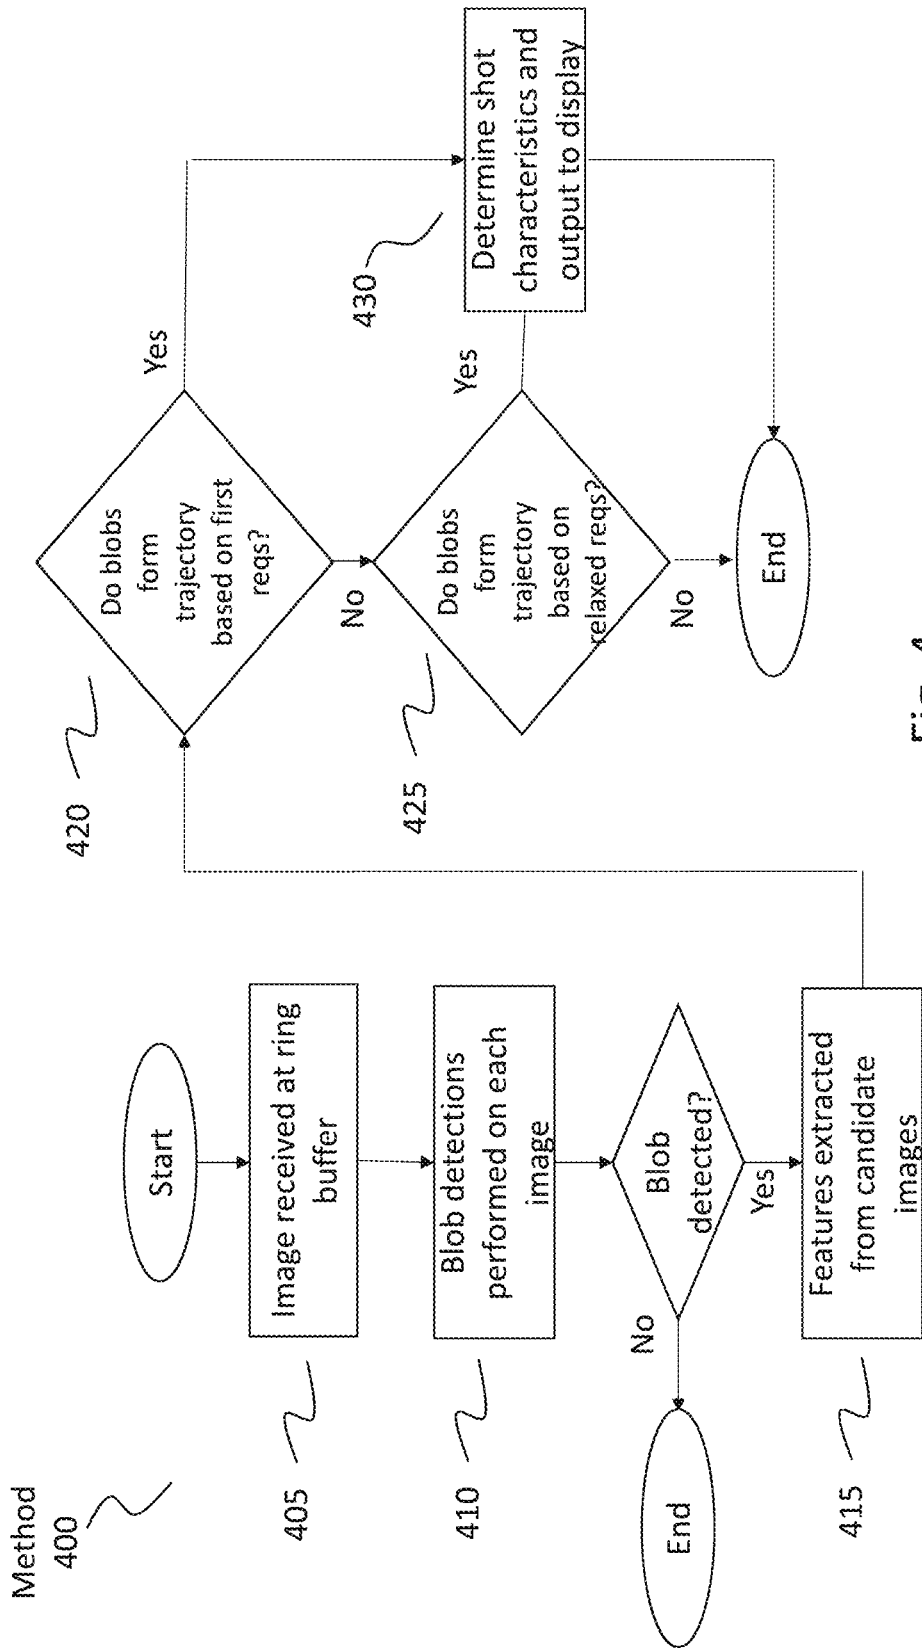 Method
400
Start
405
Image received at ring
buffer
410
Blob detections
performed on each
image
Blob
detected?
No
End
Yes
415
Features extracted
from candidate
images
420
Do blobs
form
trajectory
based on first
reqs?
Yes
No
425
Do blobs
form
trajectory
based on
relaxed reqs?
Yes
No
430
Determine shot
characteristics and
output to display
End